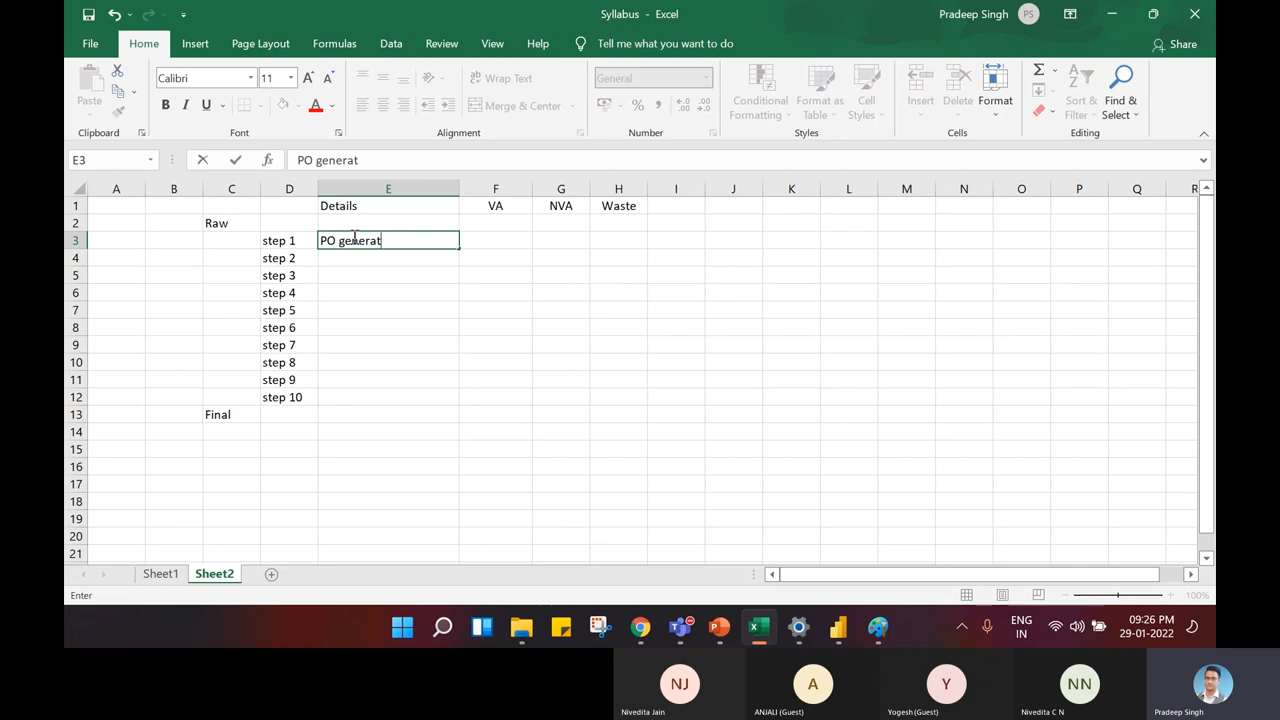 Syllabus - Excel
Pradeep Singh PS
File Home Insert Page Layout Formulas Data Review View Help Tell me what you want to do Share
Paste
Calibri 11
Wrap Text
General
B I U A
Merge & Center
% ,
Conditional Formatting
Format as Table
Cell Styles
Insert
Delete
Format
Sort & Filter
Find & Select
Clipboard Font Alignment Number Styles Cells Editing
E3 fx PO generat
A B C D E F G H I J K L M N O P Q R
1 Details VA NVA Waste
2 Raw
3 step 1 PO generat
4 step 2
5 step 3
6 step 4
7 step 5
8 step 6
9 step 7
10 step 8
11 step 9
12 step 10
13 Final
14
15
16
17
18
19
20
21
Sheet1 Sheet2
Enter 100%
ENG IN
09:26 PM
29-01-2022
NJ A Y NN
Nivedita Jain ANJALI (Guest) Yogesh (Guest) Nivedita C N Pradeep Singh